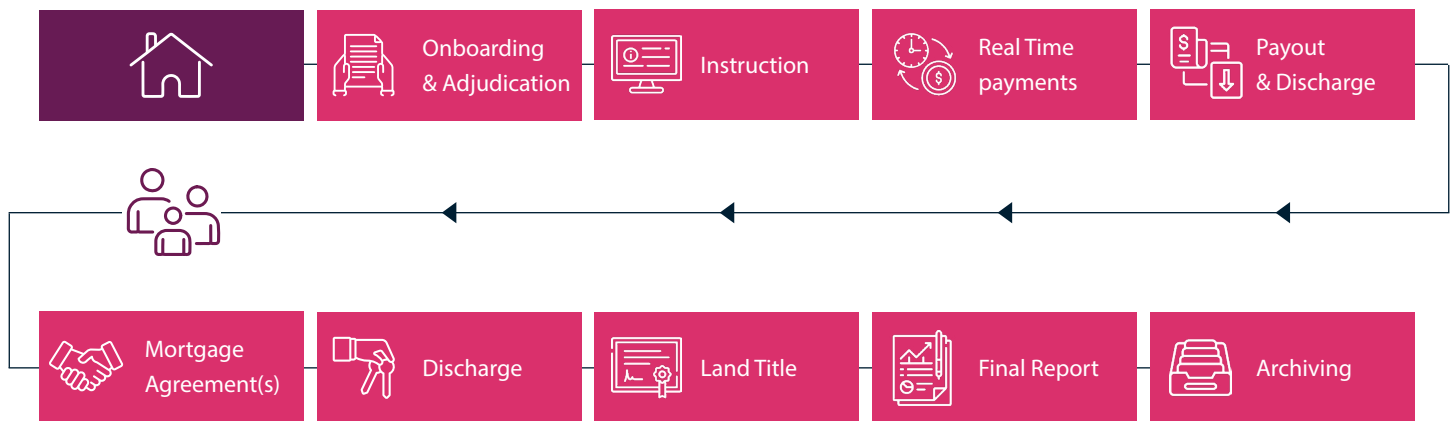 Onboarding
& Adjudication
Instruction
Real Time
payments
Payout
& Discharge
Mortgage
Agreement(s)
Discharge
Land Title
Final Report
Archiving